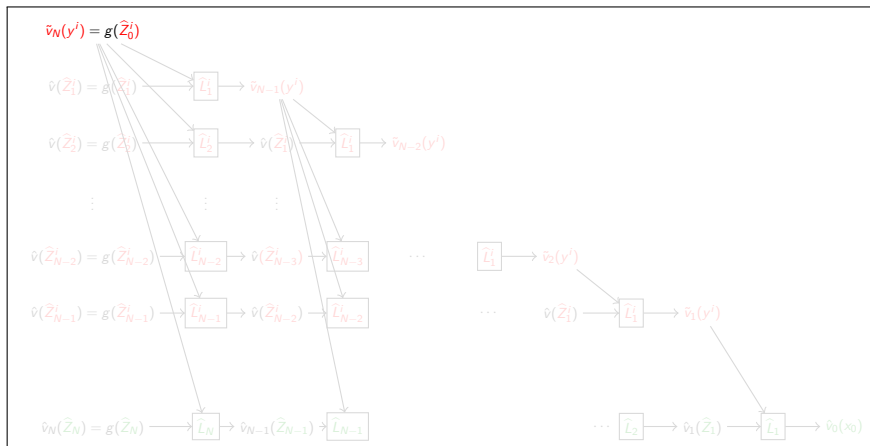 ṽ_N(y^i) = g(Ẑ_0^i)
v̂(Ẑ_1^i) = g(Ẑ_1^i) L̂_1^i ṽ_{N−1}(y^i)
v̂(Ẑ_2^i) = g(Ẑ_2^i) L̂_2^i v̂(Ẑ_1^i) L̂_1^i ṽ_{N−2}(y^i)
⋮ ⋮ ⋮
v̂(Ẑ_{N−2}^i) = g(Ẑ_{N−2}^i) L̂_{N−2}^i v̂(Ẑ_{N−3}^i) L̂_{N−3}^i ⋯ L̂_1^i ṽ_2(y^i)
v̂(Ẑ_{N−1}^i) = g(Ẑ_{N−1}^i) L̂_{N−1}^i v̂(Ẑ_{N−2}^i) L̂_{N−2}^i ⋯ v̂(Ẑ_1^i) L̂_1^i ṽ_1(y^i)
v̂_N(Ẑ_N) = g(Ẑ_N) L̂_N v̂_{N−1}(Ẑ_{N−1}) L̂_{N−1} ⋯ L̂_2 v̂_1(Ẑ_1) L̂_1 v̂_0(x_0)